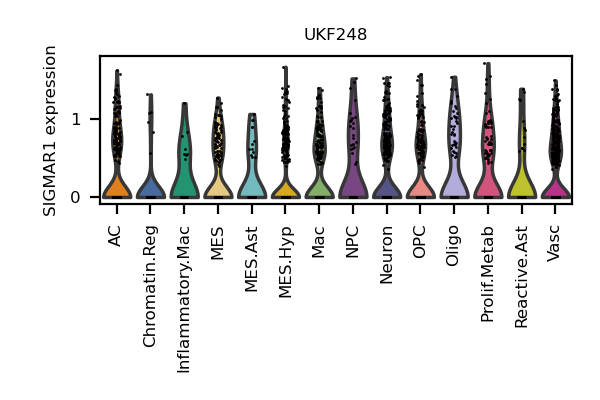 UKF248
SIGMAR1 expression
1
0
AC
Chromatin.Reg
Inflammatory.Mac
MES
MES.Ast
MES.Hyp
Mac
NPC
Neuron
OPC
Oligo
Prolif.Metab
Reactive.Ast
Vasc